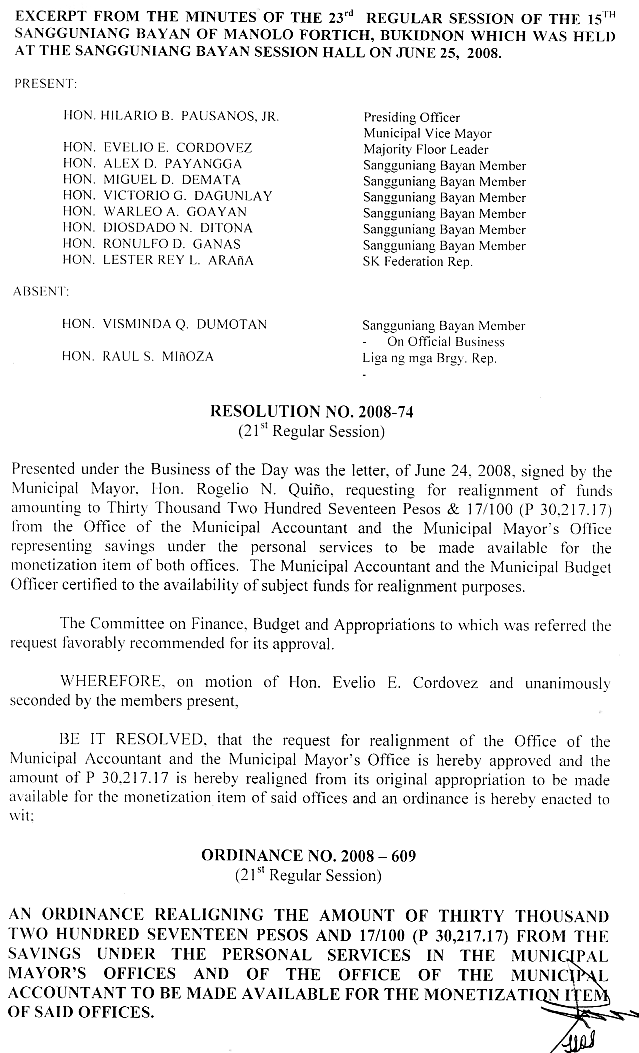 EXCERPT FROM THE MINUTES OF THE 23rd REGULAR SESSION OF THE 15TH
SANGGUNIANG BAYAN OF MANOLO FORTICH, BUKIDNON WHICH WAS HELD
AT THE SANGGUNIANG BAYAN SESSION HALL ON JUNE 25, 2008.
PRESENT:
HON. HILARIO B. PAUSANOS, JR. Presiding Officer
Municipal Vice Mayor
HON. EVELIO E. CORDOVEZ Majority Floor Leader
HON. ALEX D. PAYANGGA Sangguniang Bayan Member
HON. MIGUEL D. DEMATA Sangguniang Bayan Member
HON. VICTORIO G. DAGUNLAY Sangguniang Bayan Member
HON. WARLEO A. GOAYAN Sangguniang Bayan Member
HON. DIOSDADO N. DITONA Sangguniang Bayan Member
HON. RONULFO D. GANAS Sangguniang Bayan Member
HON. LESTER REY L. ARAñA SK Federation Rep.
ABSENT:
HON. VISMINDA Q. DUMOTAN Sangguniang Bayan Member
- On Official Business
HON. RAUL S. MIñOZA Liga ng mga Brgy. Rep.
-
RESOLUTION NO. 2008-74
(21st Regular Session)
Presented under the Business of the Day was the letter, of June 24, 2008, signed by the
Municipal Mayor, Hon. Rogelio N. Quiño, requesting for realignment of funds
amounting to Thirty Thousand Two Hundred Seventeen Pesos & 17/100 (P 30,217.17)
from the Office of the Municipal Accountant and the Municipal Mayor's Office
representing savings under the personal services to be made available for the
monetization item of both offices. The Municipal Accountant and the Municipal Budget
Officer certified to the availability of subject funds for realignment purposes.
The Committee on Finance, Budget and Appropriations to which was referred the
request favorably recommended for its approval.
WHEREFORE, on motion of Hon. Evelio E. Cordovez and unanimously
seconded by the members present,
BE IT RESOLVED, that the request for realignment of the Office of the
Municipal Accountant and the Municipal Mayor's Office is hereby approved and the
amount of P 30,217.17 is hereby realigned from its original appropriation to be made
available for the monetization item of said offices and an ordinance is hereby enacted to
wit:
ORDINANCE NO. 2008 – 609
(21st Regular Session)
AN ORDINANCE REALIGNING THE AMOUNT OF THIRTY THOUSAND
TWO HUNDRED SEVENTEEN PESOS AND 17/100 (P 30,217.17) FROM THE
SAVINGS UNDER THE PERSONAL SERVICES IN THE MUNICIPAL
MAYOR'S OFFICES AND OF THE OFFICE OF THE MUNICIPAL
ACCOUNTANT TO BE MADE AVAILABLE FOR THE MONETIZATION ITEM
OF SAID OFFICES.